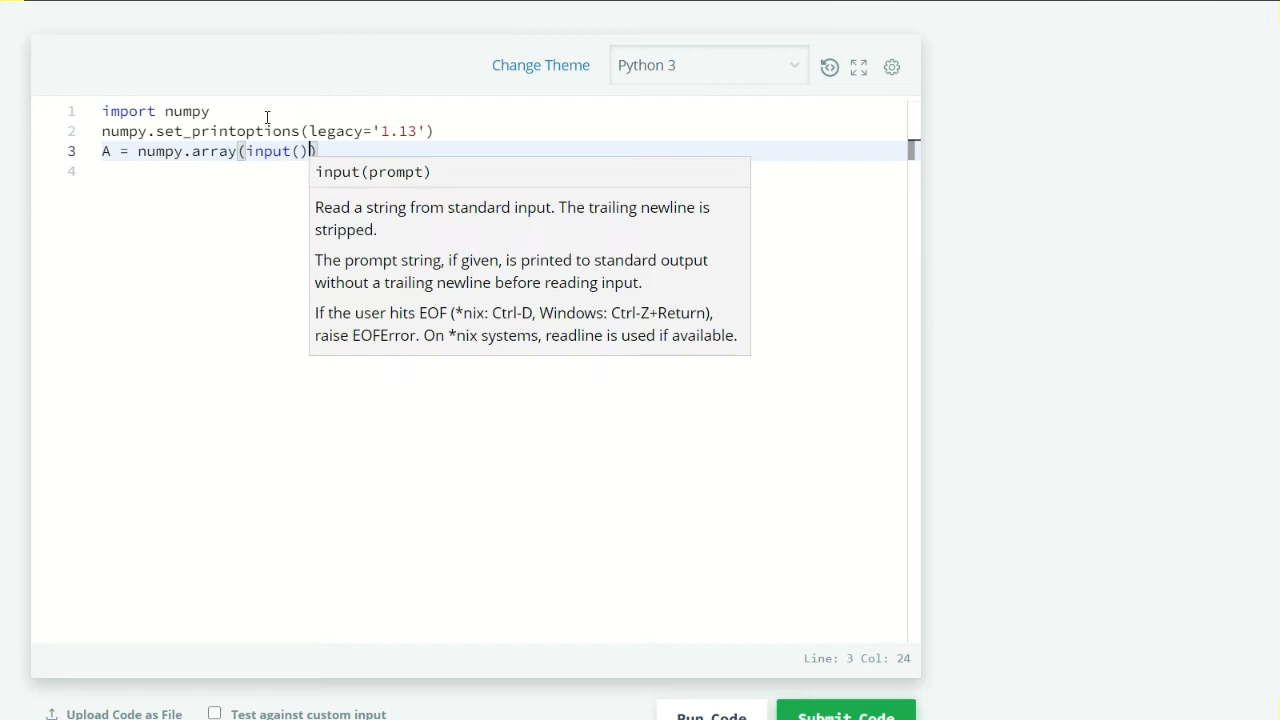 Change Theme Python 3
1 import numpy
2 numpy.set_printoptions(legacy='1.13')
3 A = numpy.array(input())
4
input(prompt)
Read a string from standard input. The trailing newline is
stripped.
The prompt string, if given, is printed to standard output
without a trailing newline before reading input.
If the user hits EOF (*nix: Ctrl-D, Windows: Ctrl-Z+Return),
raise EOFError. On *nix systems, readline is used if available.
Line: 3 Col: 24
Upload Code as File Test against custom input Run Code Submit Code